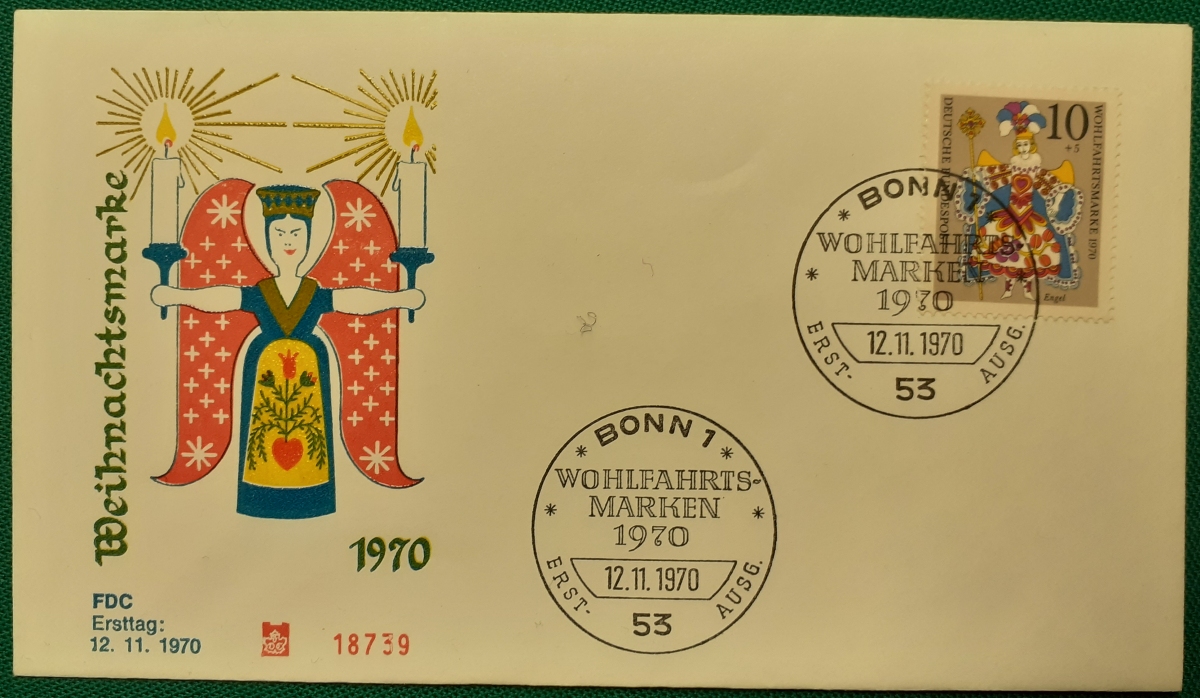 Weihnachtsmarke
1970
FDC
Ersttag:
12. 11. 1970
18739
10
+5
WOHLFAHRTSMARKE 1970
DEUTSCHE BUNDESPOST
Engel
BONN 1
WOHLFAHRTS-
MARKEN
1970
12.11.1970
ERST-
AUSG.
53
BONN 1
WOHLFAHRTS-
MARKEN
1970
12.11.1970
ERST-
AUSG.
53